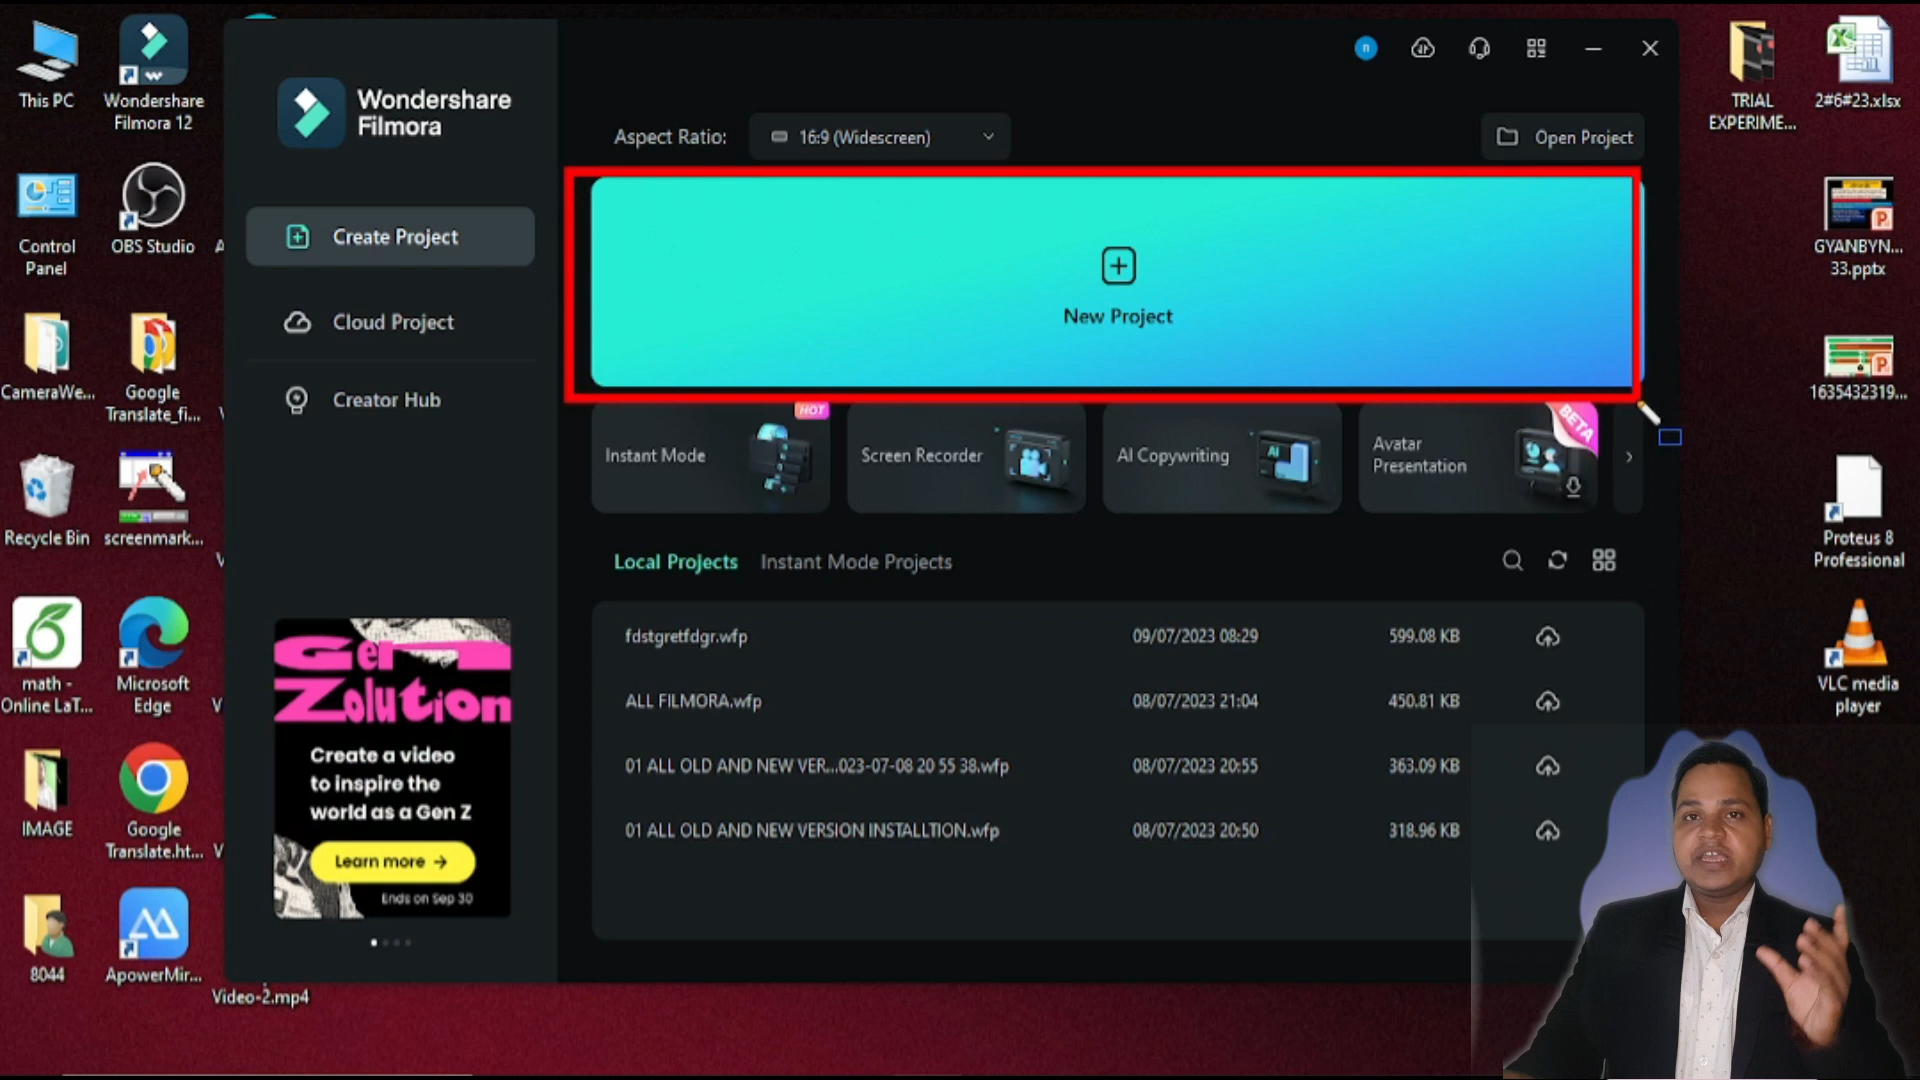 This PC
Wondershare
Filmora 12
Control
Panel
OBS Studio
A
CameraWe...
Google
Translate_fi...
Recycle Bin
screenmark...
math -
Online LaT...
Microsoft
Edge
V
IMAGE
Google
Translate.ht...
V
8044
ApowerMir...
Video-2.mp4
Wondershare
Filmora
Create Project
Cloud Project
Creator Hub
Gen
Zolution
Create a video
to inspire the
world as a Gen Z
Learn more →
Ends on Sep 30
n
Aspect Ratio:
16:9 (Widescreen)
Open Project
New Project
Instant Mode
HOT
Screen Recorder
AI Copywriting
AI
Avatar
Presentation
BETA
Local Projects
Instant Mode Projects
fdstgretfdgr.wfp 09/07/2023 08:29 599.08 KB
ALL FILMORA.wfp 08/07/2023 21:04 450.81 KB
01 ALL OLD AND NEW VER...023-07-08 20 55 38.wfp 08/07/2023 20:55 363.09 KB
01 ALL OLD AND NEW VERSION INSTALLTION.wfp 08/07/2023 20:50 318.96 KB
TRIAL
EXPERIME...
2#6#23.xlsx
GYANBYN...
33.pptx
1635432319...
Proteus 8
Professional
VLC media
player